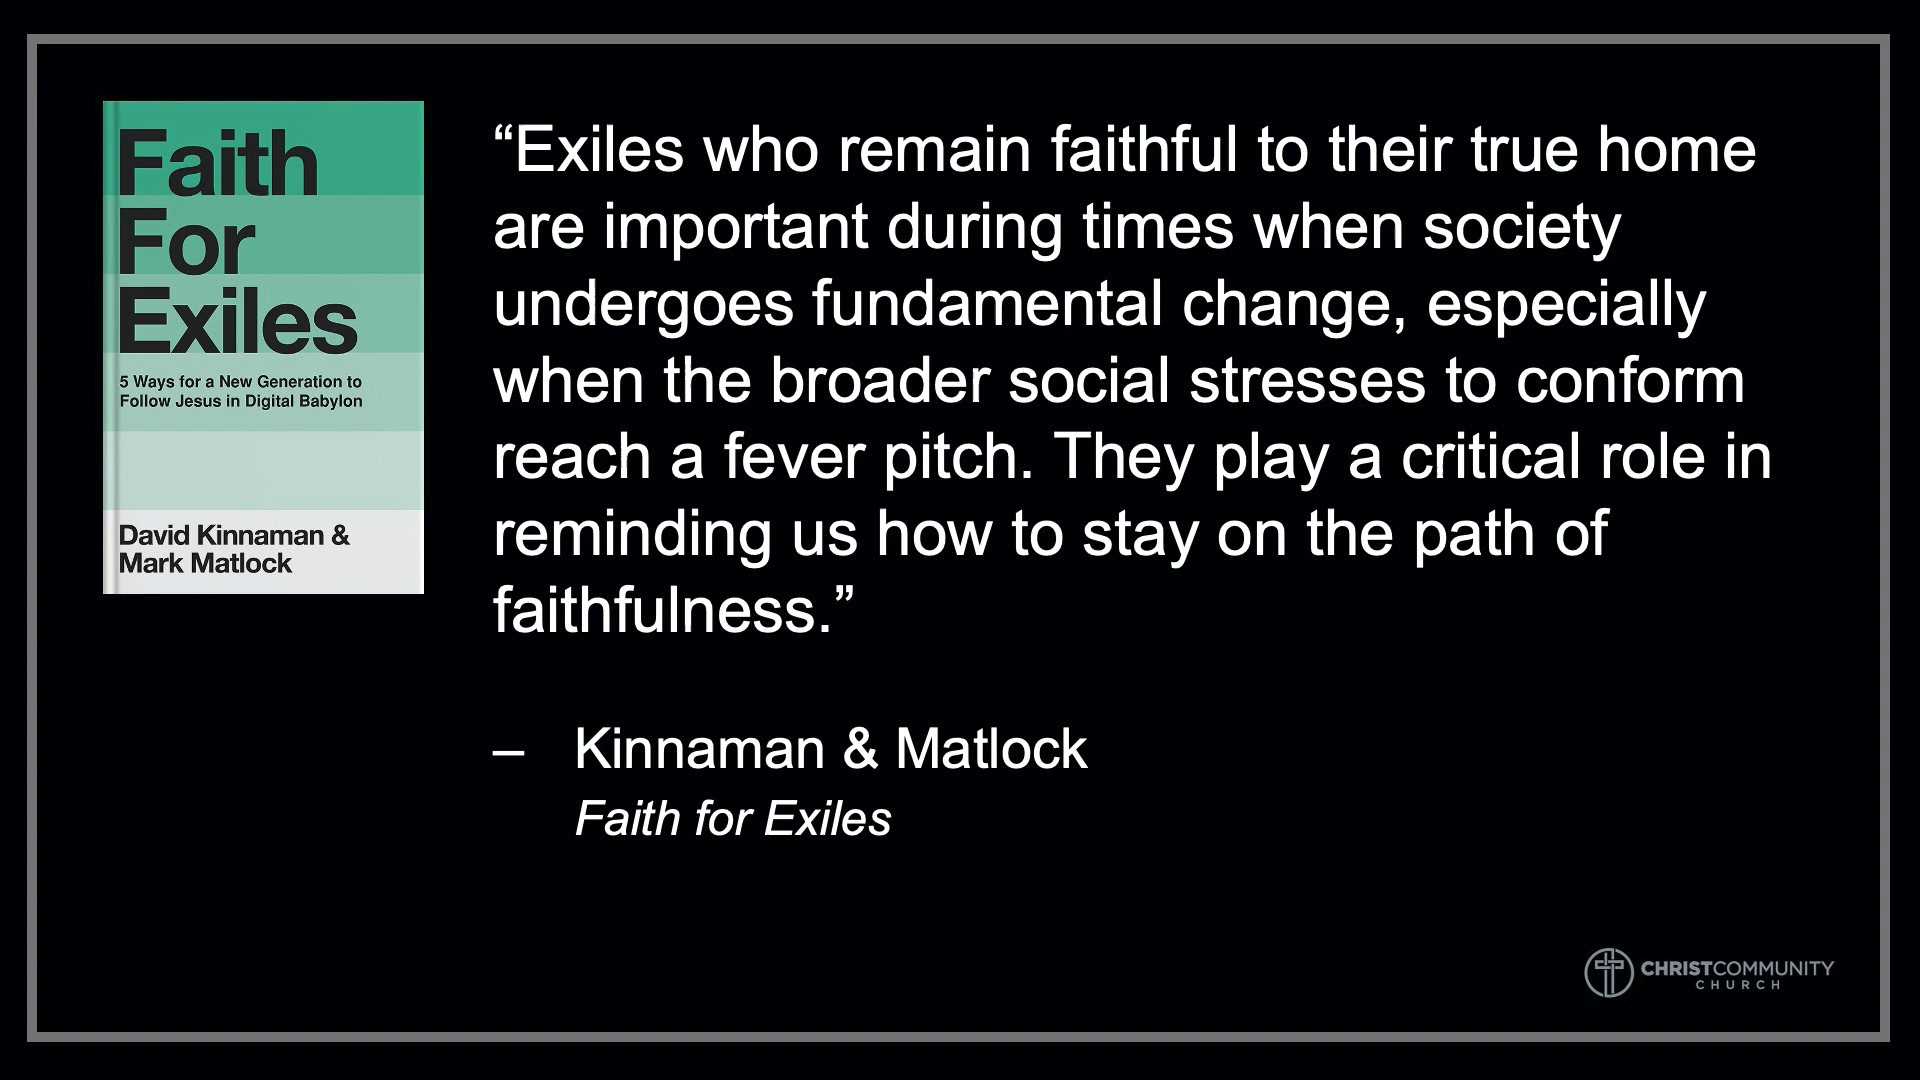 Faith
For
Exiles
5 Ways for a New Generation to
Follow Jesus in Digital Babylon
David Kinnaman &
Mark Matlock
“Exiles who remain faithful to their true home
are important during times when society
undergoes fundamental change, especially
when the broader social stresses to conform
reach a fever pitch. They play a critical role in
reminding us how to stay on the path of
faithfulness.”
– Kinnaman & Matlock
Faith for Exiles
CHRISTCOMMUNITY
CHURCH